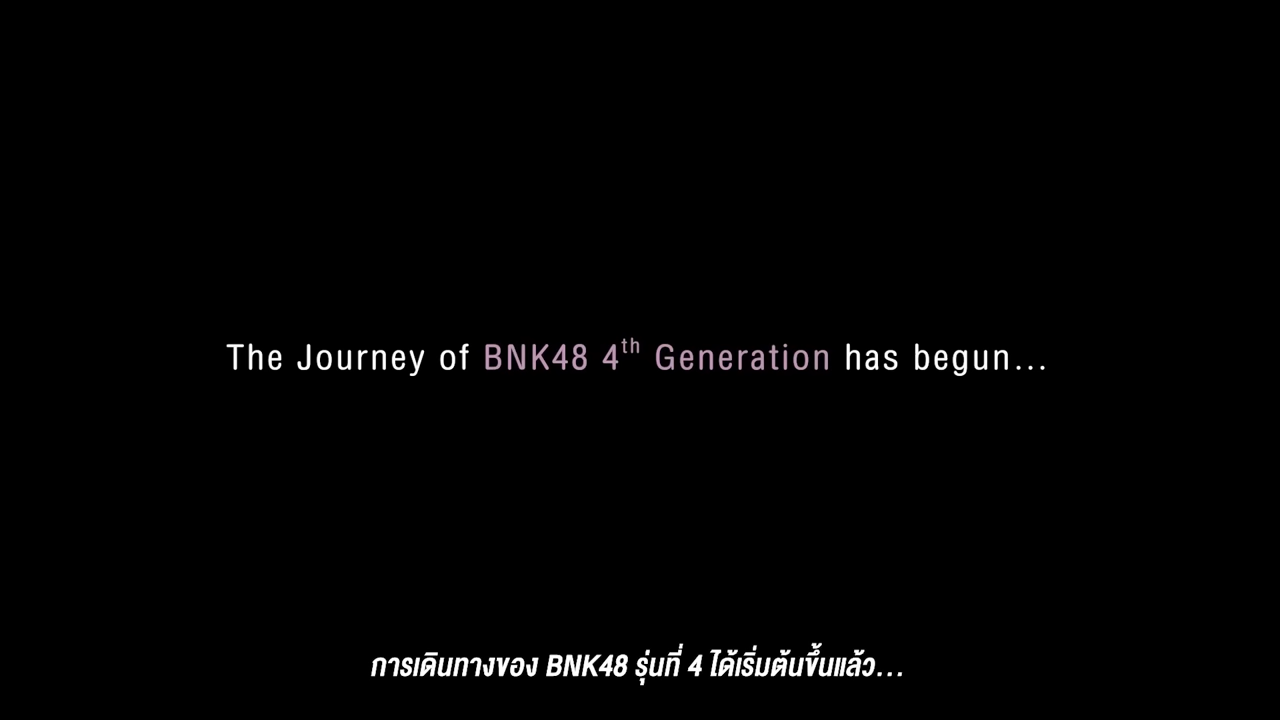 The Journey of BNK48 4th Generation has begun...
การเดินทางของ BNK48 รุ่นที่ 4 ได้เริ่มต้นขึ้นแล้ว...